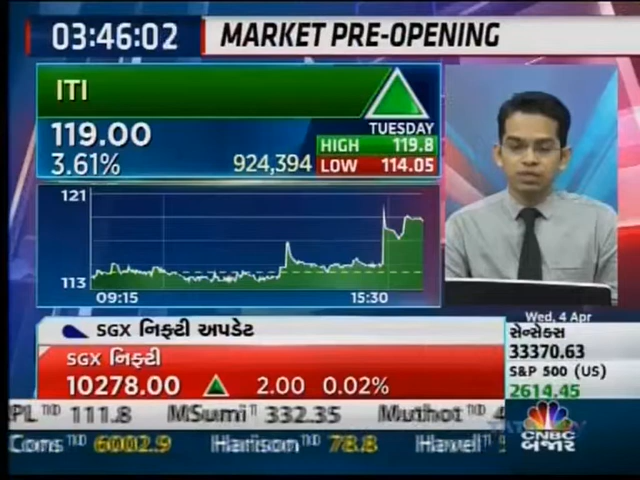 03:46:02 MARKET PRE-OPENING
ITI
119.00
3.61% 924,394
TUESDAY
HIGH 119.8
LOW 114.05
121
113
09:15 15:30
SGX નિફ્ટી અપડેટ
SGX નિફ્ટી
10278.00 2.00 0.02%
Wed, 4 Apr
સેન્સેક્સ
33370.63
S&P 500 (US)
2614.45
PL 111.8 MSumi 332.35 Muthot
Cons 6002.9 Harrison 78.8 Havell
CNBC
બજાર